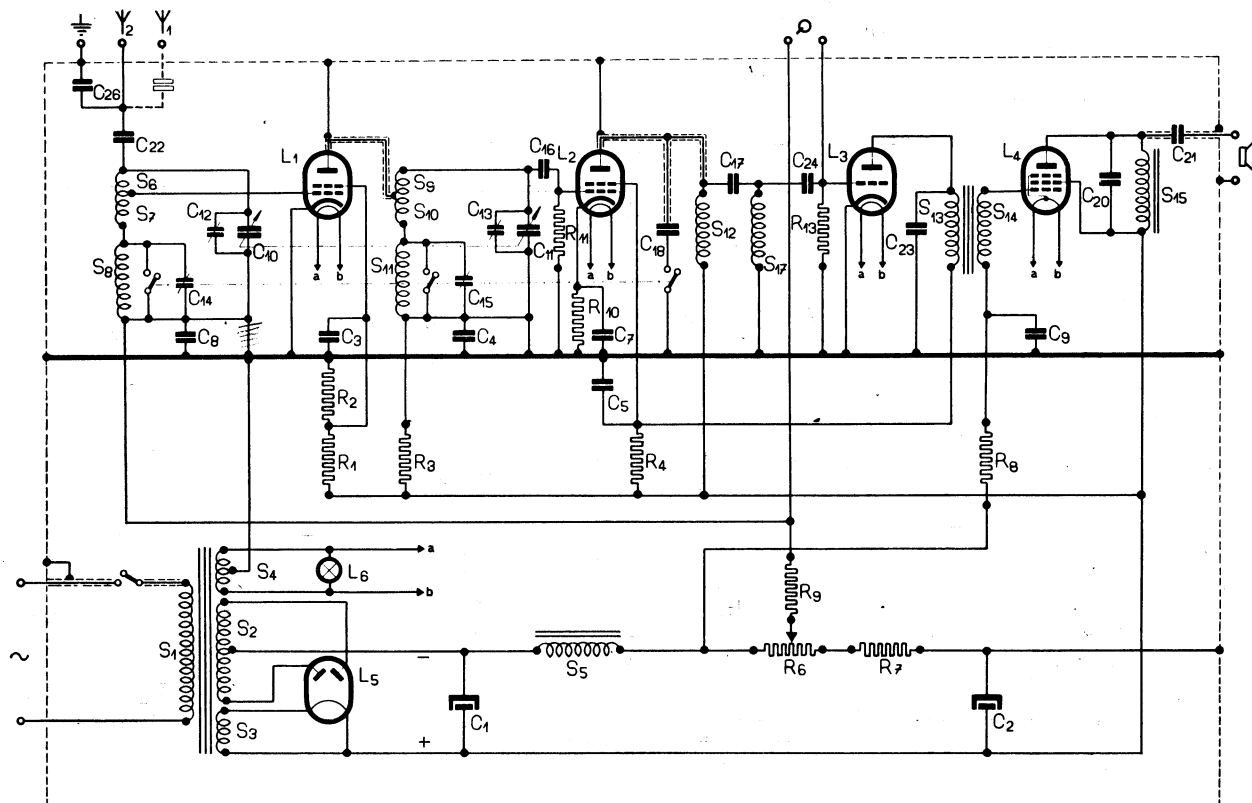 2 1
C26
C22
L1 C16 L2 C17 C24 L3 L4 C21
S6 S9 C20 S15
S7 C12 S10 C13 R11 S12 R13 S13 S14
C10 C11 C18 C23
S8 S11 S17
a b a b a b a b
C14 C15 R10
C8 C3 C4 C7 C9
R2 C5
R1 R3 R4 R8
a
S4 L6
b R9
S2
S1 − S5 R6 R7
~ L5
C1 C2
S3 +